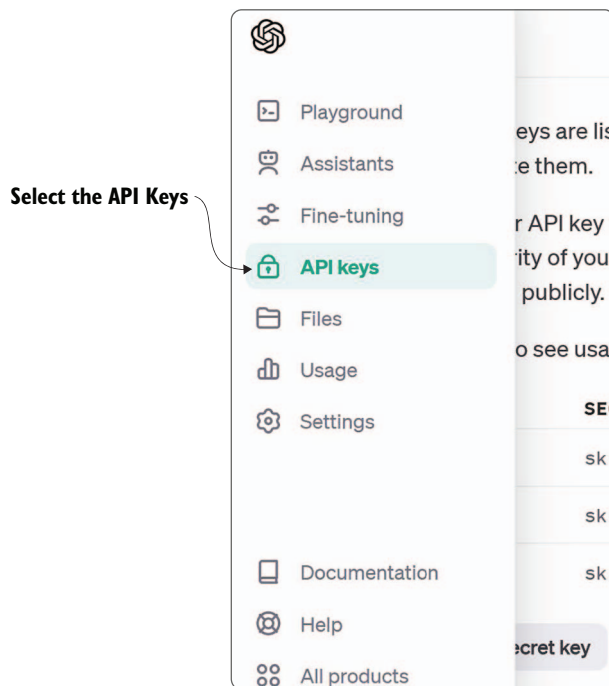 Playground
Assistants
Select the API Keys
Fine-tuning
API keys
Files
Usage
Settings
Documentation
Help
All products
eys are lis
e them.
r API key
ity of you
publicly.
o see usa
SE
sk
sk
sk
ecret key